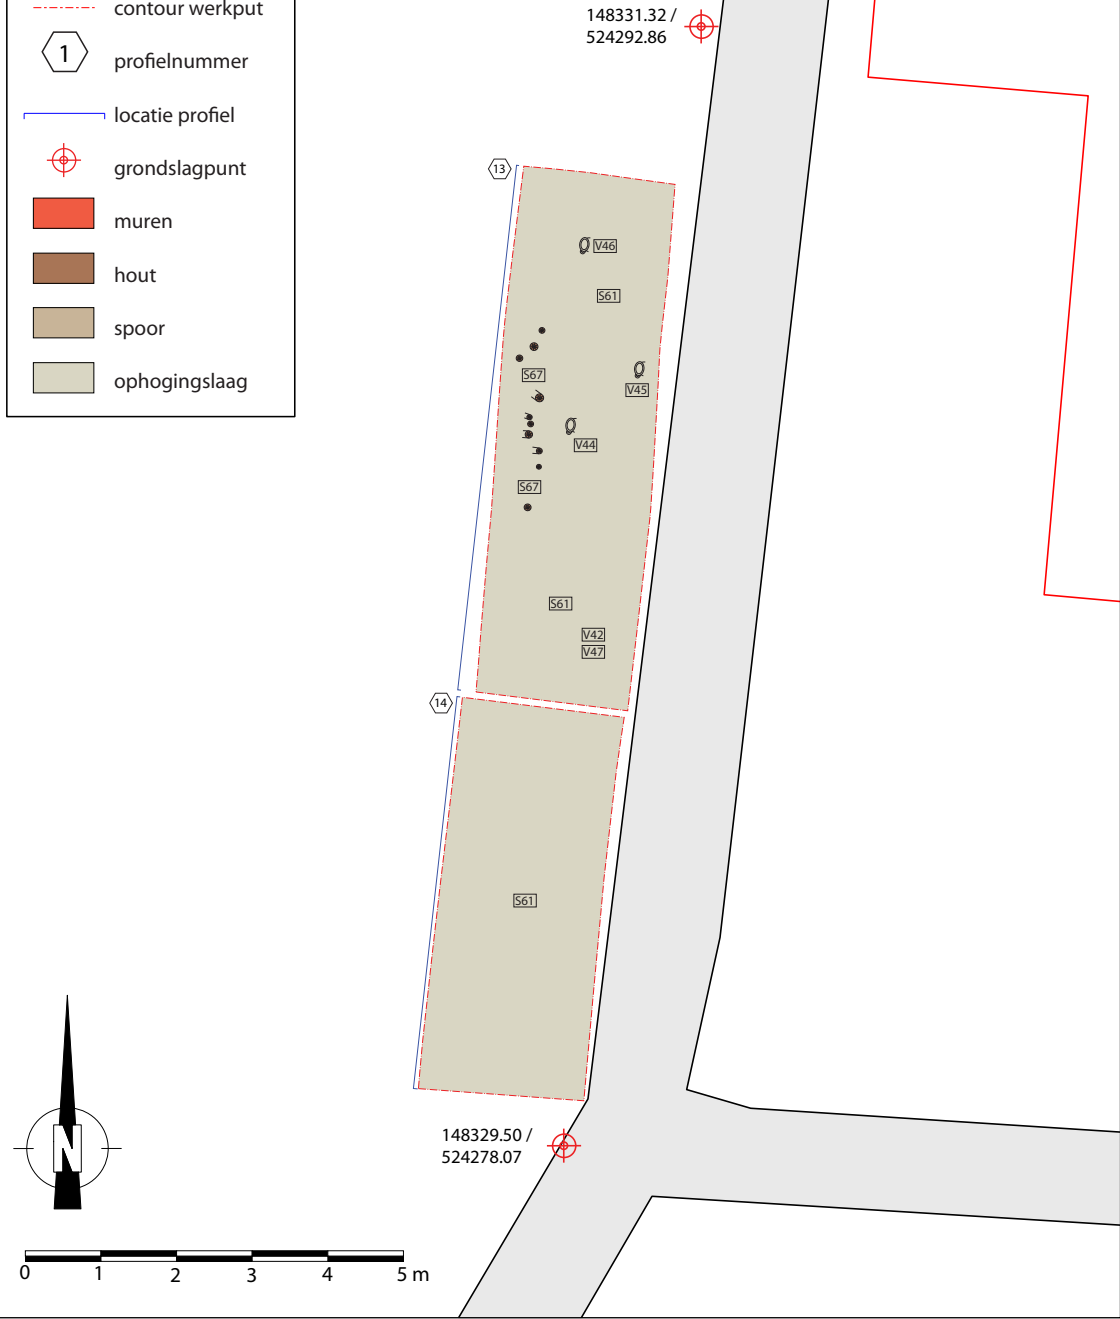 contour werkput
1
profielnummer
locatie profiel
grondslagpunt
muren
hout
spoor
ophogingslaag
148331.32 /
524292.86
13
V46
S61
S67
V45
V44
S67
S61
V42
V47
14
S61
148329.50 /
524278.07
N
0 1 2 3 4 5 m